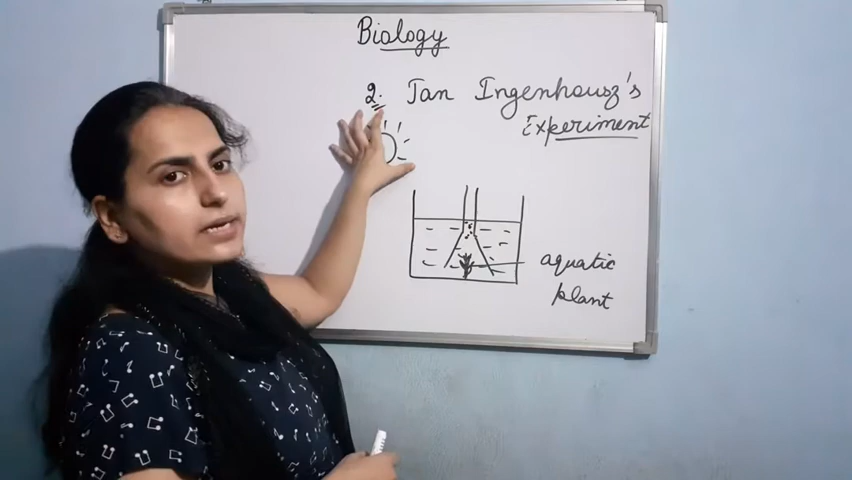 Biology
2. Jan Ingenhousz's
Experiment
aquatic
plant